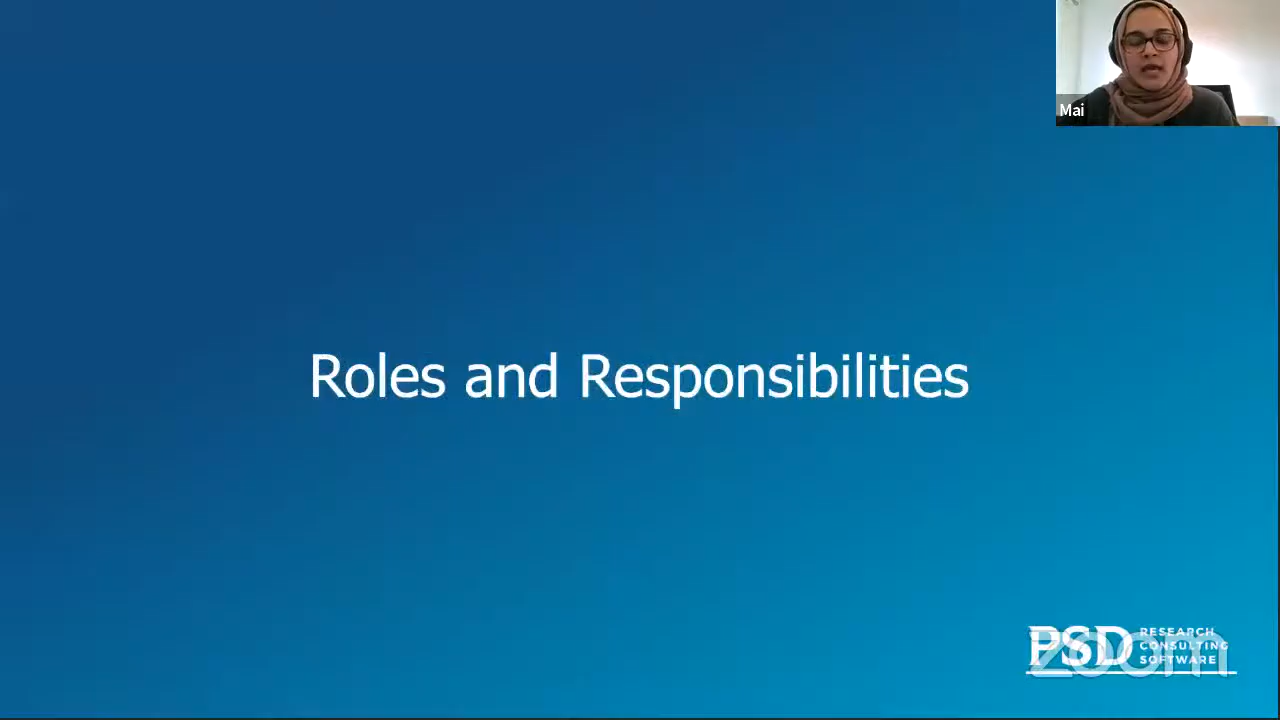 Mai
Roles and Responsibilities
PSD
RESEARCH
CONSULTING
SOFTWARE
zoom